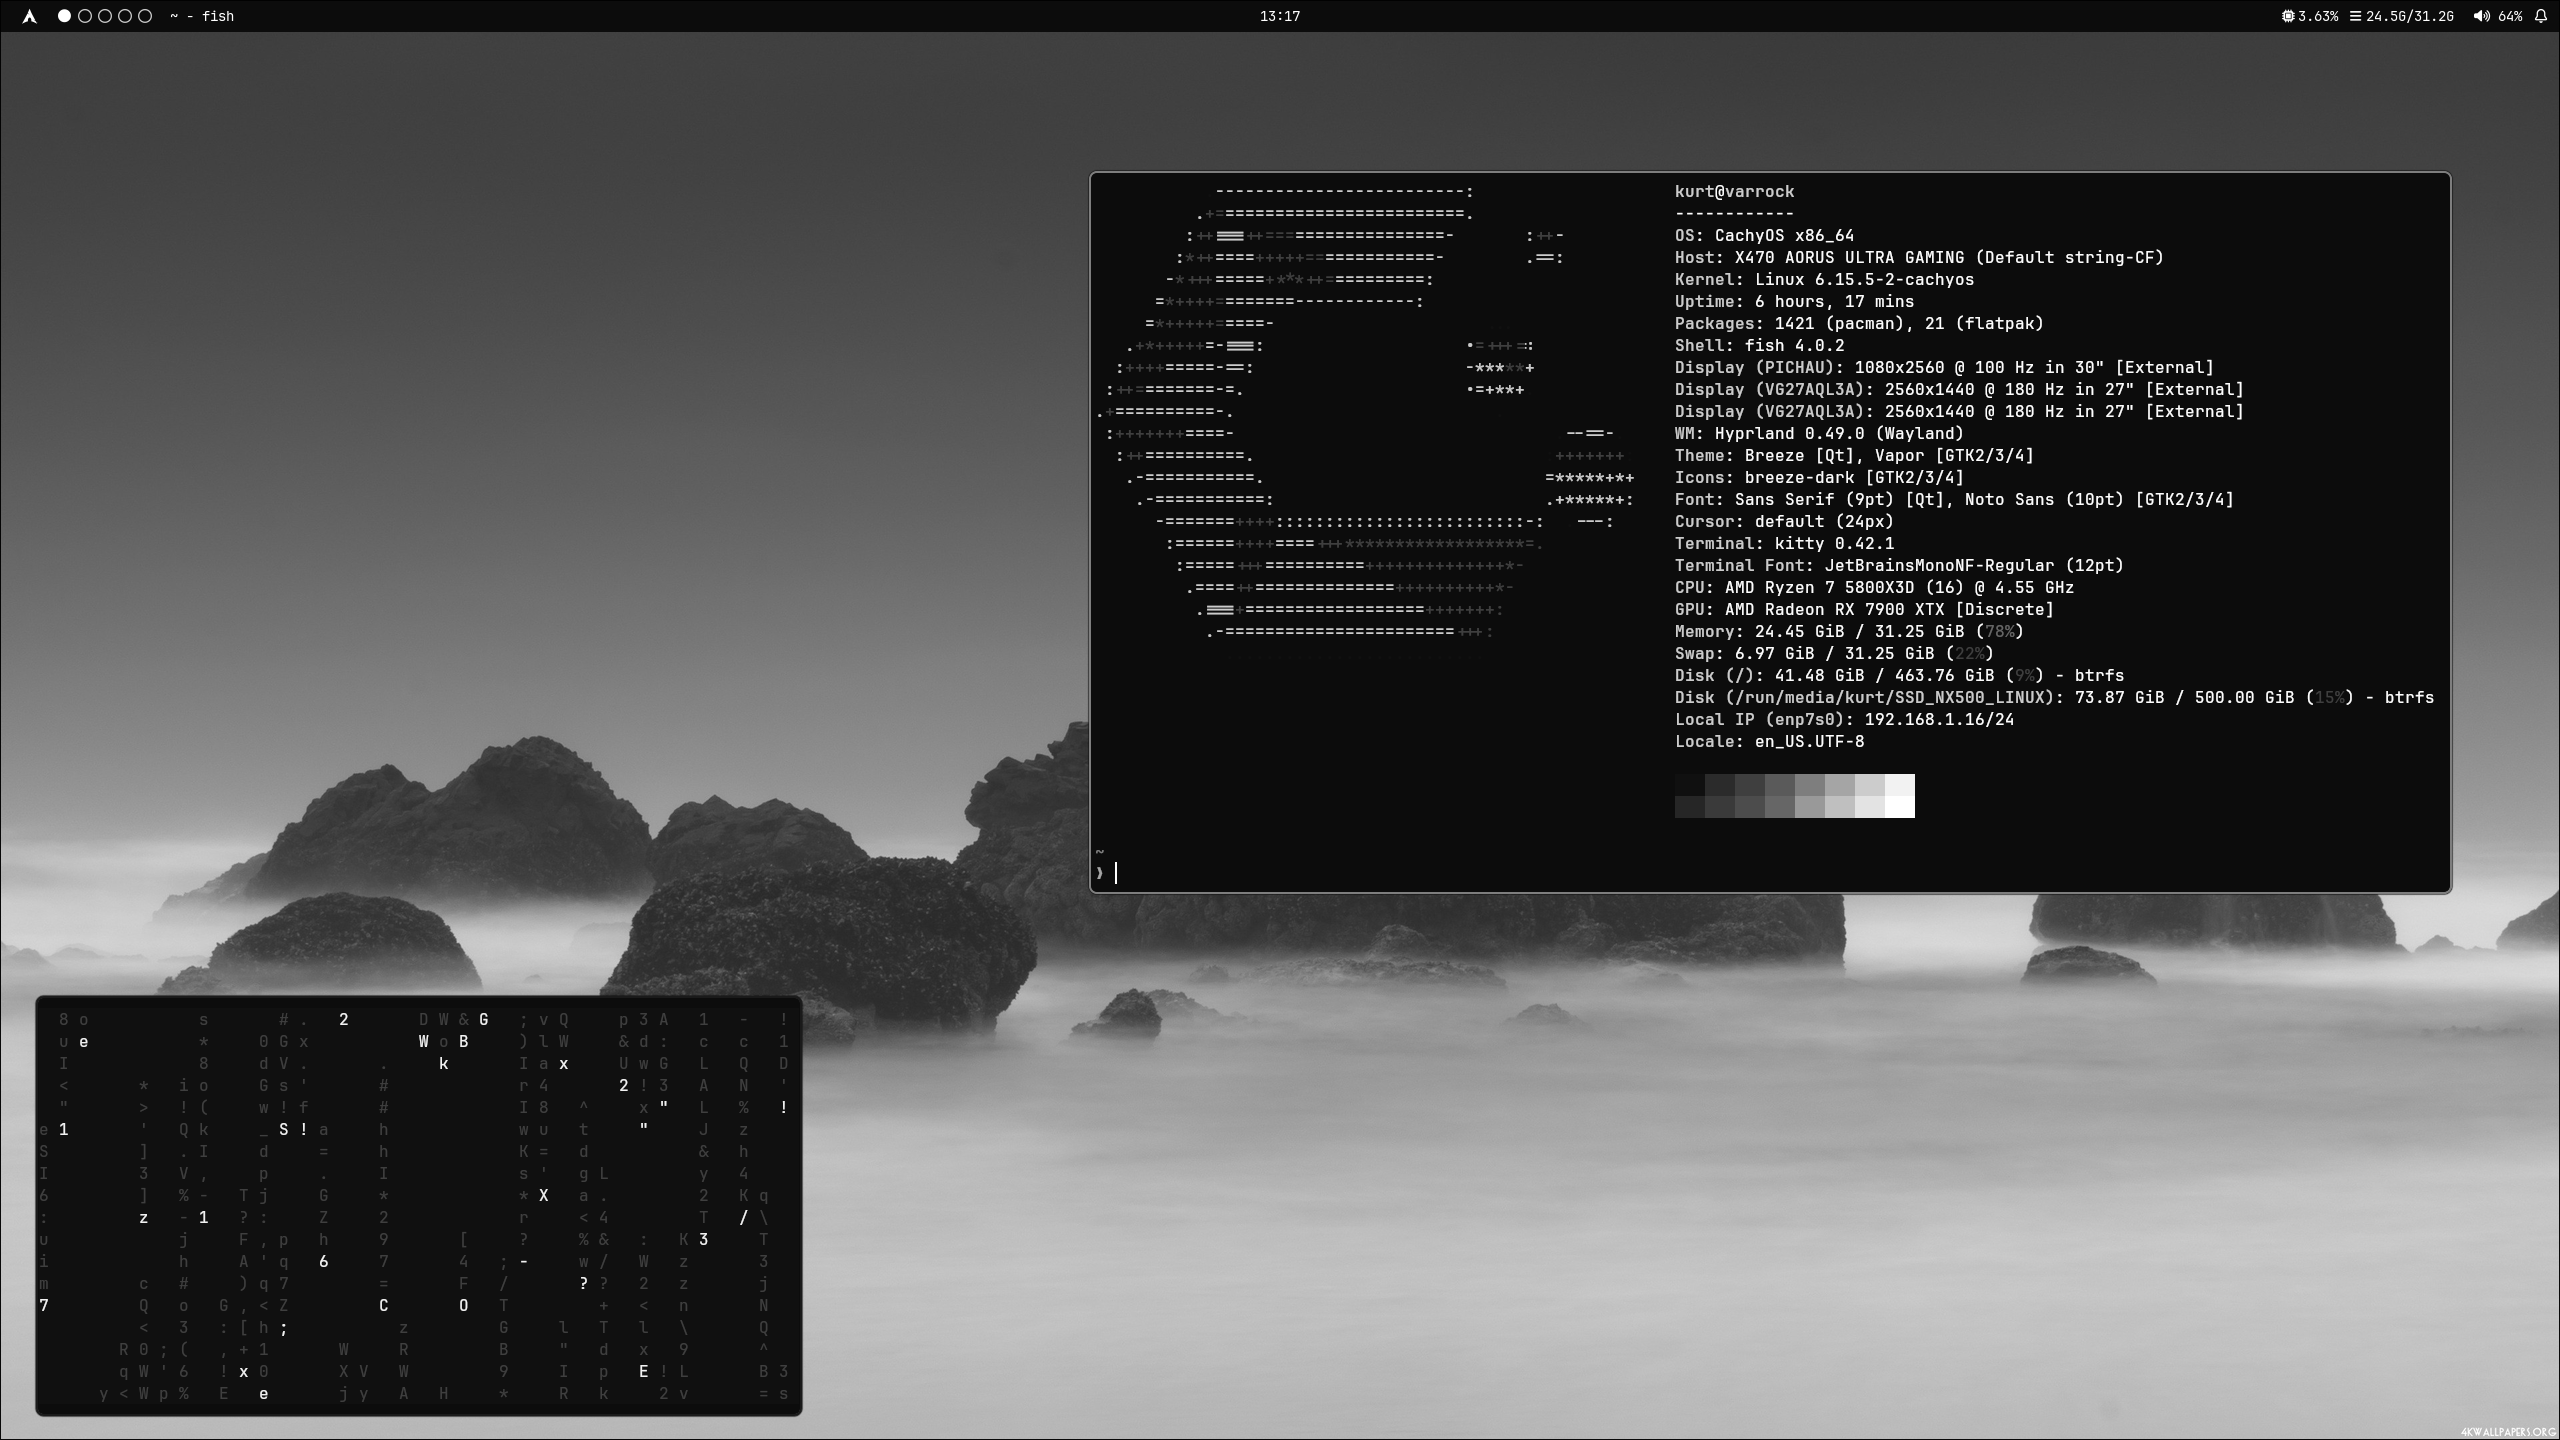 ~ - fish
13:17
3.63% 24.5G/31.2G 64%
kurt@varrock
------------
OS: CachyOS x86_64
Host: X470 AORUS ULTRA GAMING (Default string-CF)
Kernel: Linux 6.15.5-2-cachyos
Uptime: 6 hours, 17 mins
Packages: 1421 (pacman), 21 (flatpak)
Shell: fish 4.0.2
Display (PICHAU): 1080x2560 @ 100 Hz in 30" [External]
Display (VG27AQL3A): 2560x1440 @ 180 Hz in 27" [External]
Display (VG27AQL3A): 2560x1440 @ 180 Hz in 27" [External]
WM: Hyprland 0.49.0 (Wayland)
Theme: Breeze [Qt], Vapor [GTK2/3/4]
Icons: breeze-dark [GTK2/3/4]
Font: Sans Serif (9pt) [Qt], Noto Sans (10pt) [GTK2/3/4]
Cursor: default (24px)
Terminal: kitty 0.42.1
Terminal Font: JetBrainsMonoNF-Regular (12pt)
CPU: AMD Ryzen 7 5800X3D (16) @ 4.55 GHz
GPU: AMD Radeon RX 7900 XTX [Discrete]
Memory: 24.45 GiB / 31.25 GiB (78%)
Swap: 6.97 GiB / 31.25 GiB (22%)
Disk (/): 41.48 GiB / 463.76 GiB (9%) - btrfs
Disk (/run/media/kurt/SSD_NX500_LINUX): 73.87 GiB / 500.00 GiB (15%) - btrfs
Local IP (enp7s0): 192.168.1.16/24
Locale: en_US.UTF-8
~
❫
4KWALLPAPERS.ORG